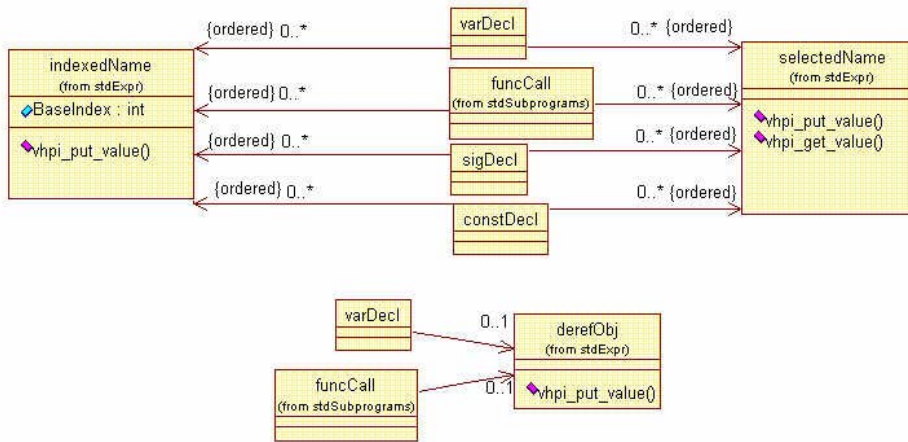 {ordered} 0..*
varDecl
0..* {ordered}
indexedName
(from stdExpr)
BaseIndex : int
vhpi_put_value()
selectedName
(from stdExpr)
vhpi_put_value()
vhpi_get_value()
{ordered} 0..*
funcCall
(from stdSubprograms)
0..* {ordered}
{ordered} 0..*
sigDecl
0..* {ordered}
{ordered} 0..*
constDecl
0..* {ordered}
varDecl
0..1
derefObj
(from stdExpr)
vhpi_put_value()
funcCall
(from stdSubprograms)
0..1